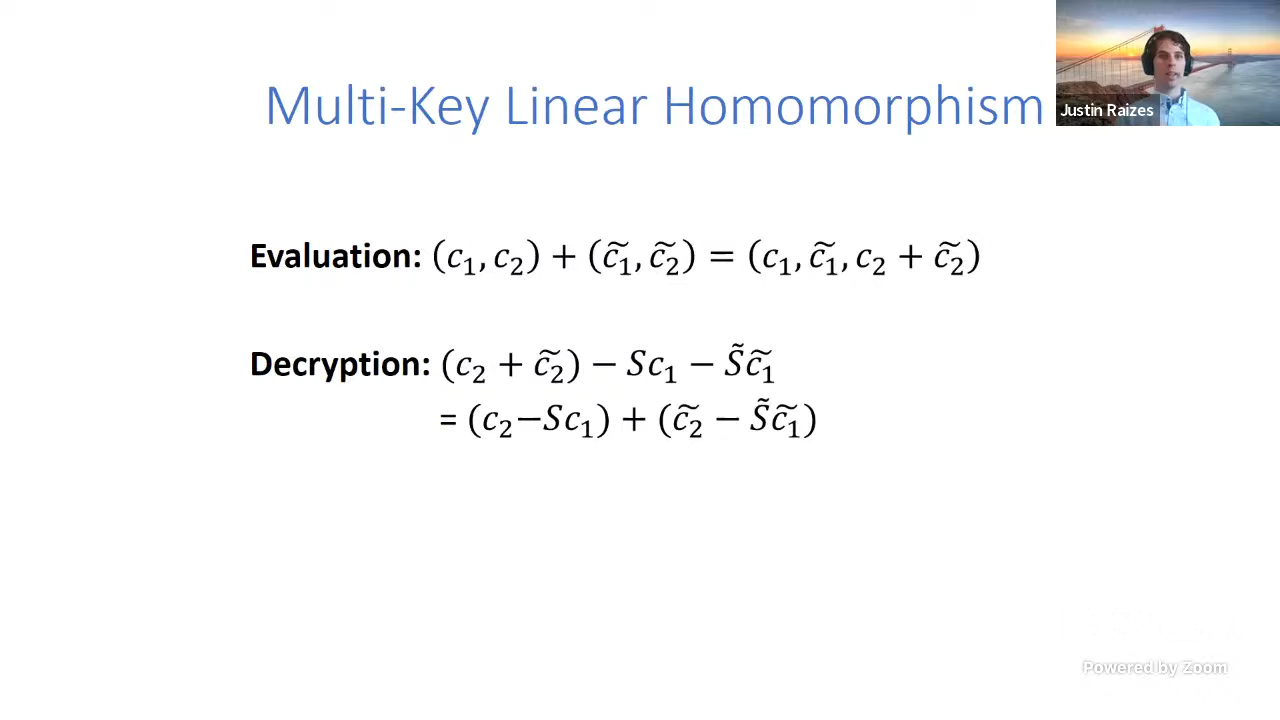 Multi-Key Linear Homomorphism
Justin Raizes
Evaluation: (c₁, c₂) + (c̃₁, c̃₂) = (c₁, c̃₁, c₂ + c̃₂)
Decryption: (c₂ + c̃₂) − Sc₁ − S̃c̃₁
= (c₂−Sc₁) + (c̃₂ − S̃c̃₁)
Powered by Zoom